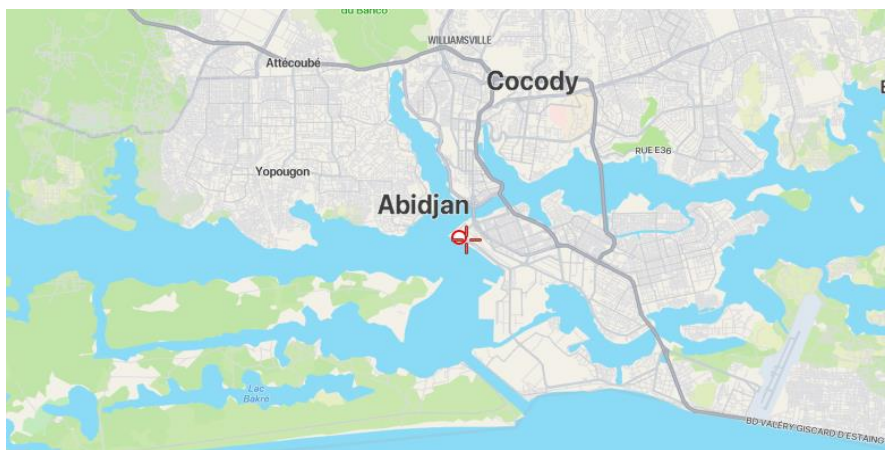 du Banco
WILLIAMSVILLE
Attécoubé
Cocody
RUE E36
Yopougon
Abidjan
Lac
Bakré
BD-VALÉRY GISCARD D'ESTAING